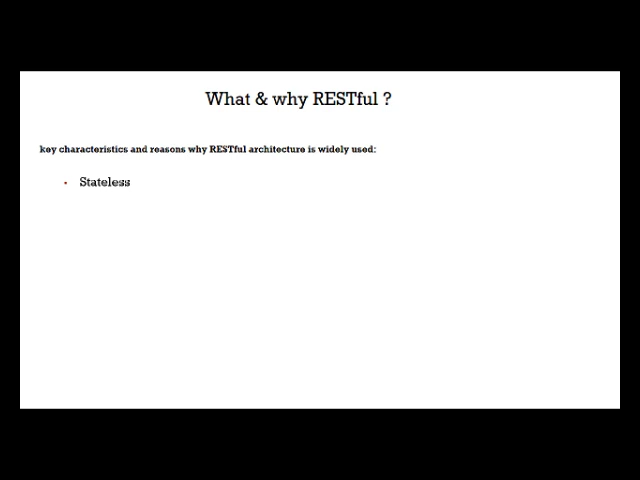 What & why RESTful ?
key characteristics and reasons why RESTful architecture is widely used:
• Stateless